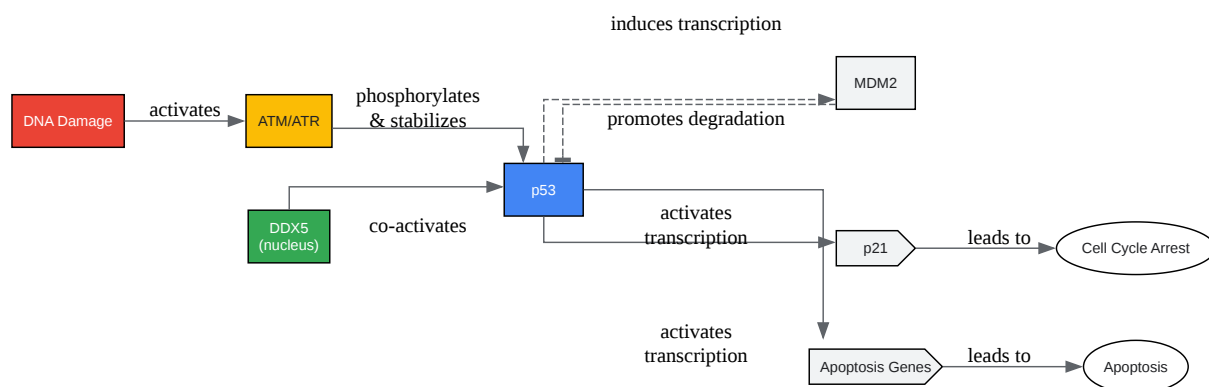 induces transcription
MDM2
DNA Damage
activates
ATM/ATR
phosphorylates
& stabilizes
promotes degradation
p53
DDX5
(nucleus)
co-activates
activates
transcription
p21
leads to
Cell Cycle Arrest
activates
transcription
Apoptosis Genes
leads to
Apoptosis